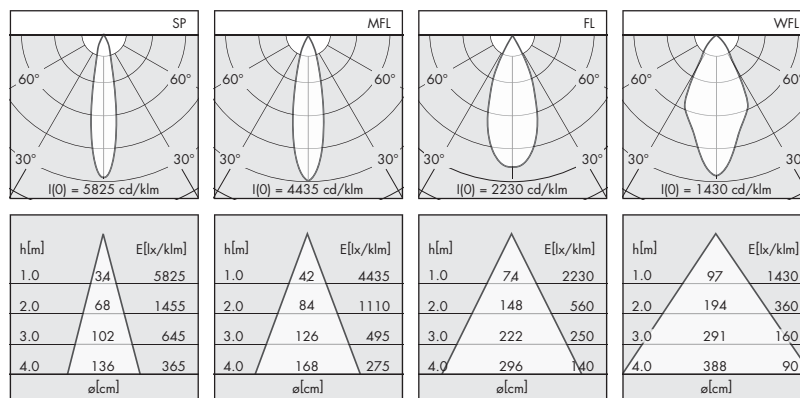 SP MFL FL WFL
60° 60° 60° 60° 60° 60° 60° 60°
30° 30° 30° 30° 30° 30° 30° 30°
I(0) = 5825 cd/klm I(0) = 4435 cd/klm I(0) = 2230 cd/klm I(0) = 1430 cd/klm
h[m] E[lx/klm] h[m] E[lx/klm] h[m] E[lx/klm] h[m] E[lx/klm]
1.0 34 5825 1.0 42 4435 1.0 74 2230 1.0 97 1430
2.0 68 1455 2.0 84 1110 2.0 148 560 2.0 194 360
3.0 102 645 3.0 126 495 3.0 222 250 3.0 291 160
4.0 136 365 4.0 168 275 4.0 296 140 4.0 388 90
ø[cm] ø[cm] ø[cm] ø[cm]